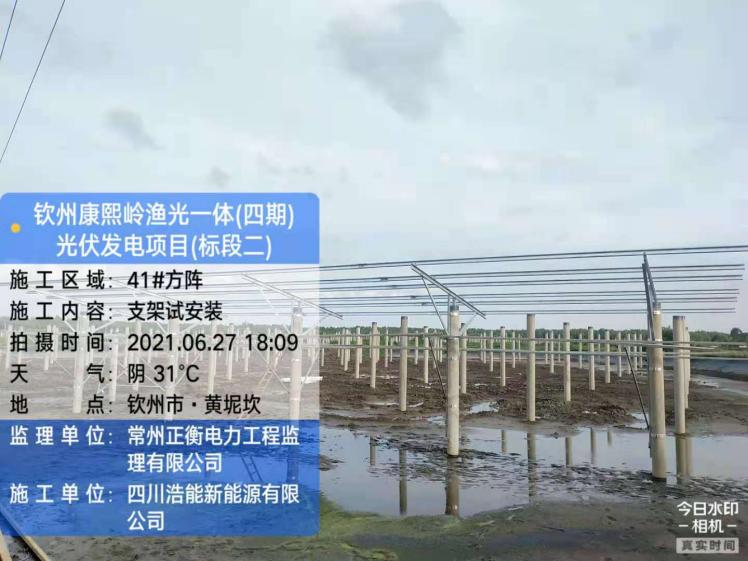 钦州康熙岭渔光一体(四期)
光伏发电项目(标段二)
施工区域：41#方阵
施工内容：支架试安装
拍摄时间：2021.06.27 18:09
天气：阴 31℃
地点：钦州市·黄坭坎
监理单位：常州正衡电力工程监
理有限公司
施工单位：四川浩能新能源有限
公司
今日水印
-相机-
真实时间